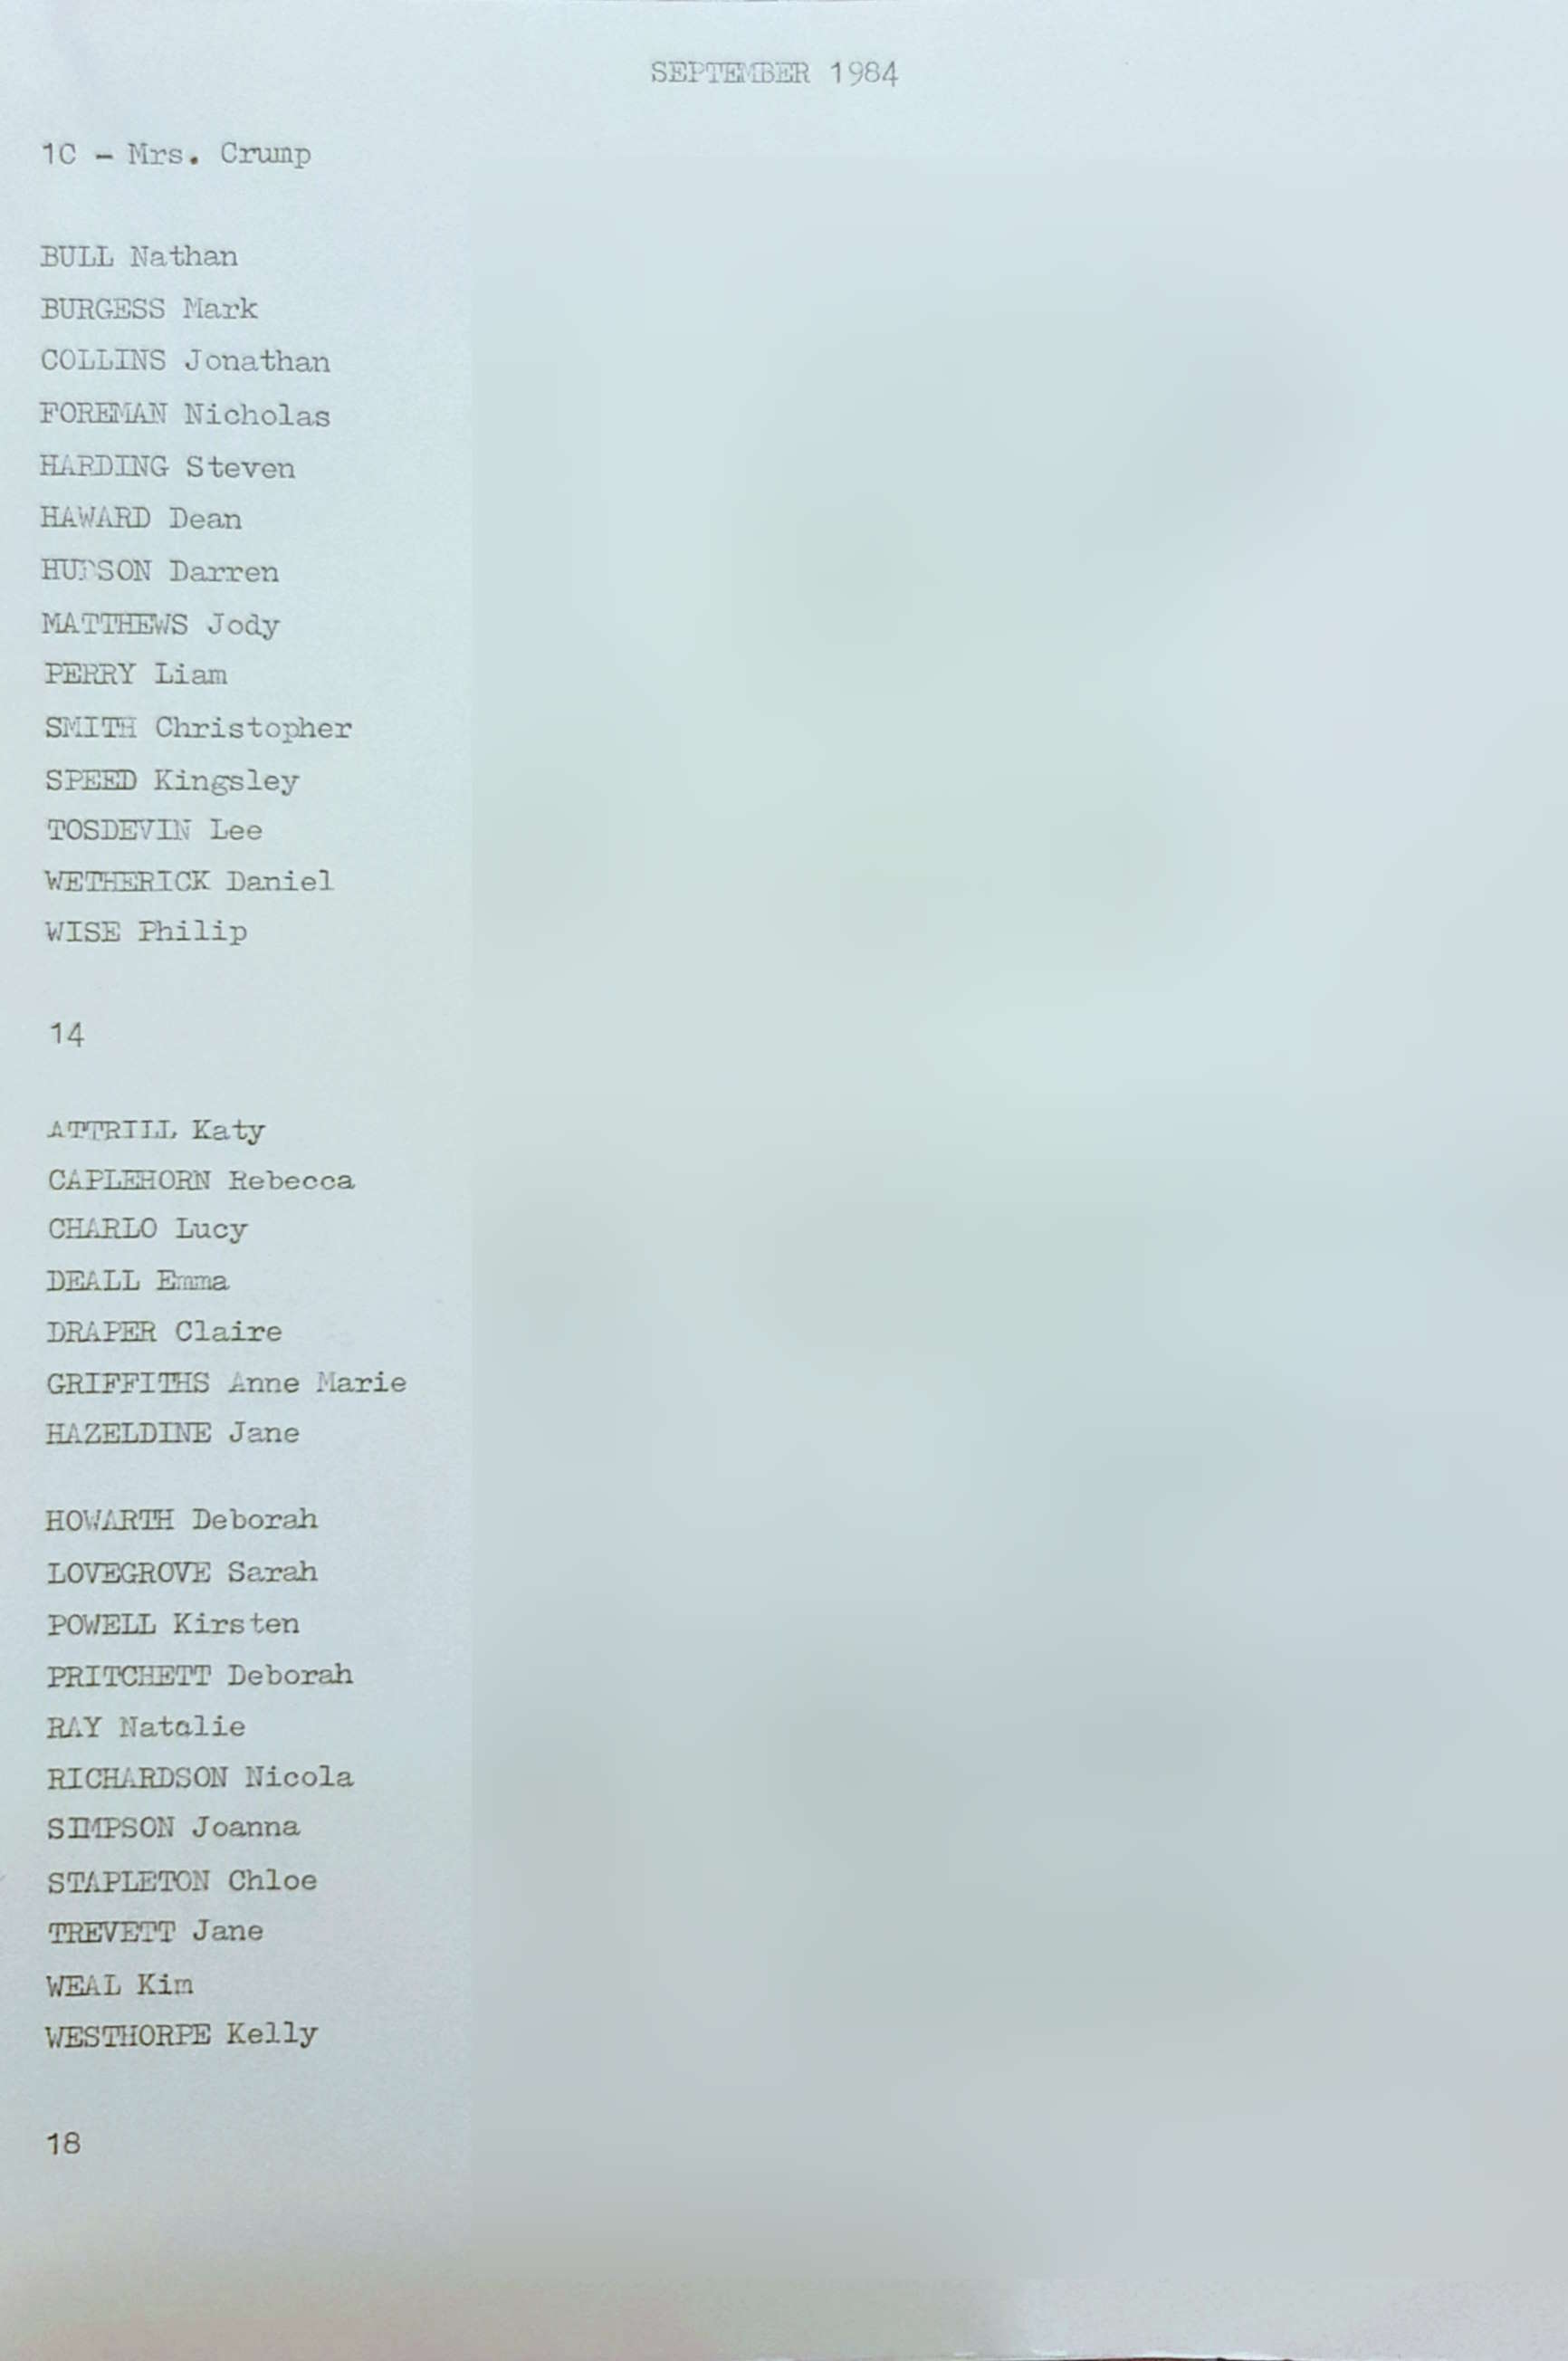 SEPTEMBER 1984
1C - Mrs. Crump
BULL Nathan
BURGESS Mark
COLLINS Jonathan
FOREMAN Nicholas
HARDING Steven
HAWARD Dean
HUDSON Darren
MATTHEWS Jody
PERRY Liam
SMITH Christopher
SPEED Kingsley
TOSDEVIN Lee
WETHERICK Daniel
WISE Philip
14
ATTRILL Katy
CAPLEHORN Rebecca
CHARLO Lucy
DEALL Emma
DRAPER Claire
GRIFFITHS Anne Marie
HAZELDINE Jane
HOWARTH Deborah
LOVEGROVE Sarah
POWELL Kirsten
PRITCHETT Deborah
RAY Natalie
RICHARDSON Nicola
SIMPSON Joanna
STAPLETON Chloe
TREVETT Jane
WEAL Kim
WESTHORPE Kelly
18